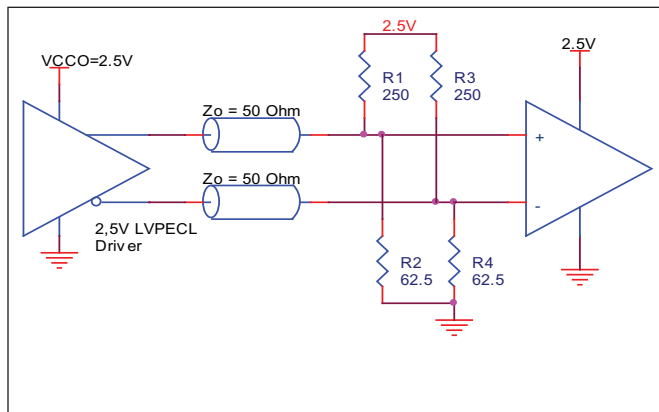 2.5V
VCCO=2.5V
2.5V
R1
250
R3
250
Zo = 50 Ohm
+
Zo = 50 Ohm
-
2,5V LVPECL
Driver
R2
62.5
R4
62.5